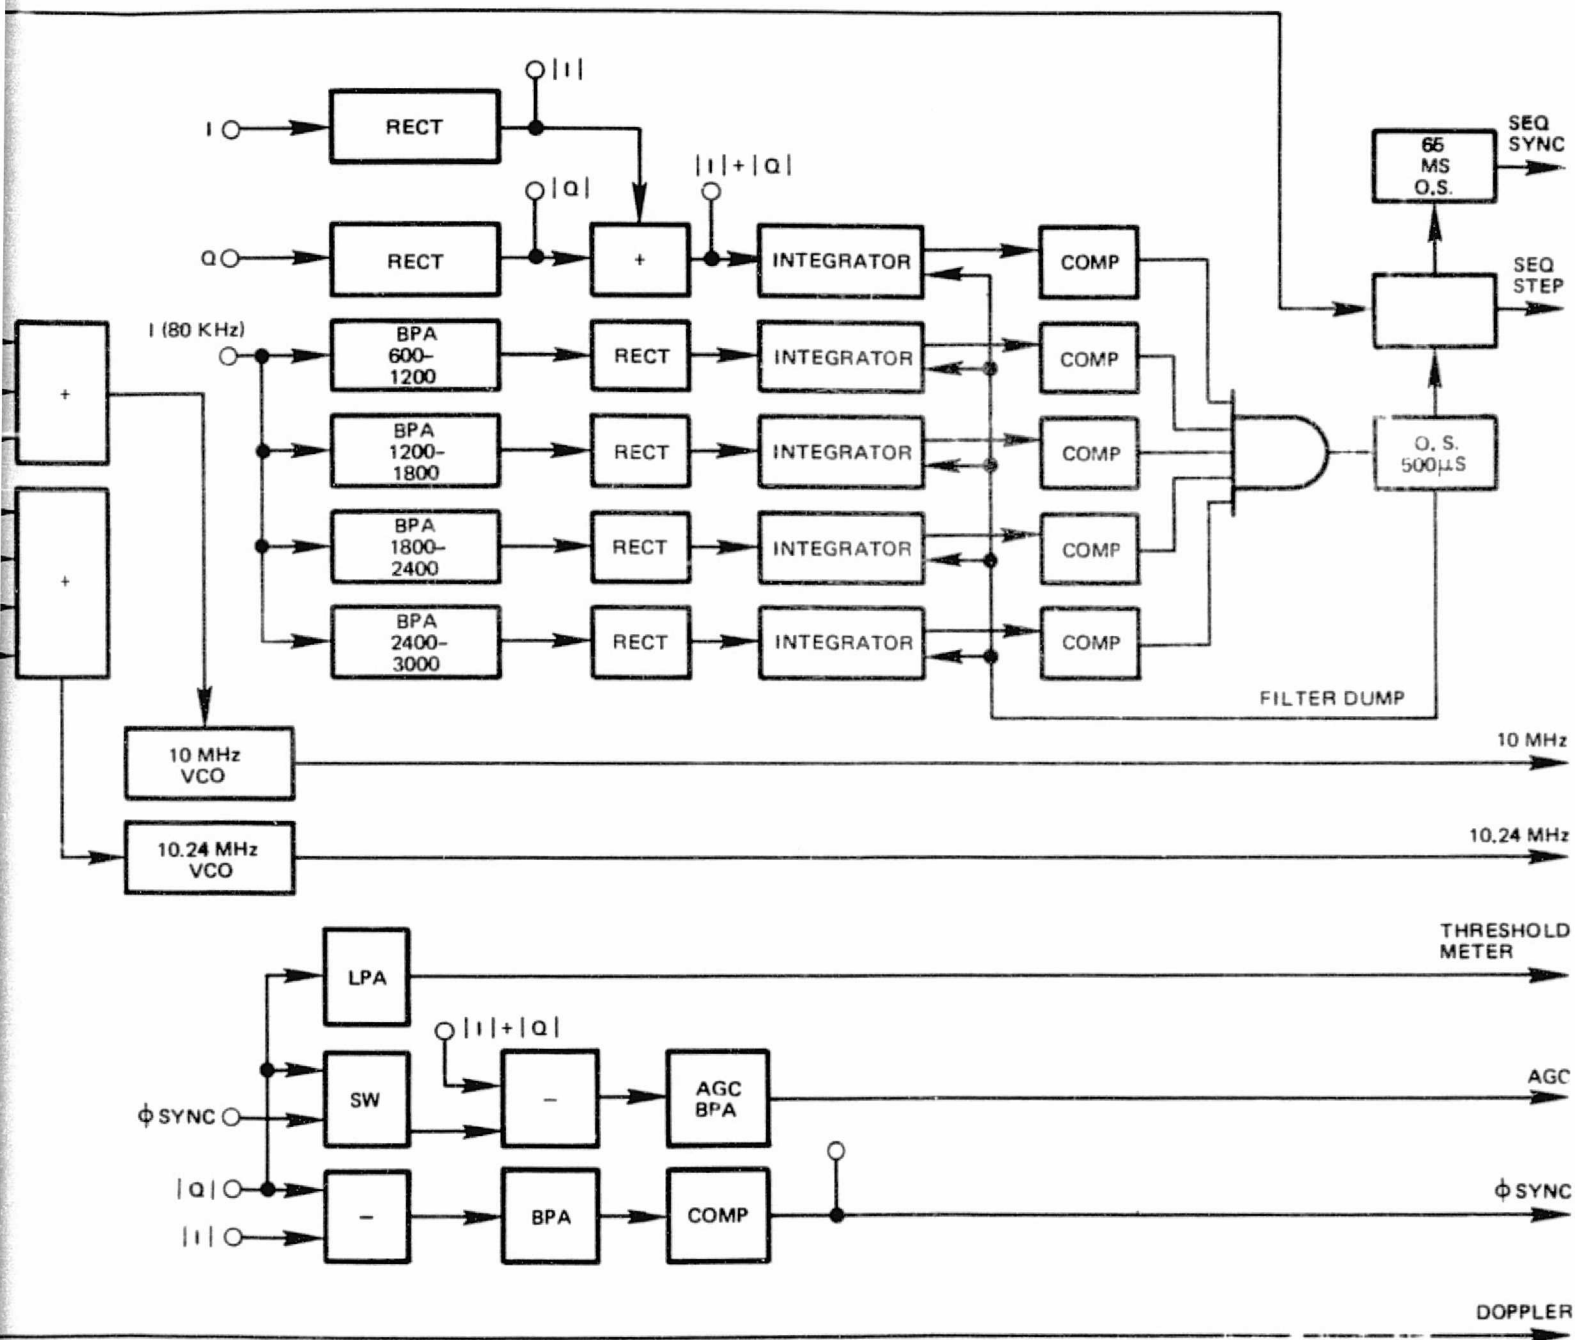 |I|
I
RECT
SEQ
SYNC
65
MS
O.S.
|Q|
|I|+|Q|
Q
RECT
+
INTEGRATOR
COMP
SEQ
STEP
I (80 KHz)
+
BPA
600–
1200
RECT
INTEGRATOR
COMP
BPA
1200–
1800
RECT
INTEGRATOR
COMP
O.S.
500μS
+
BPA
1800–
2400
RECT
INTEGRATOR
COMP
BPA
2400–
3000
RECT
INTEGRATOR
COMP
FILTER DUMP
10 MHz
VCO
10 MHz
10.24 MHz
VCO
10.24 MHz
LPA
THRESHOLD
METER
|I|+|Q|
ϕ SYNC
SW
–
AGC
BPA
AGC
|Q|
|I|
–
BPA
COMP
ϕ SYNC
DOPPLER